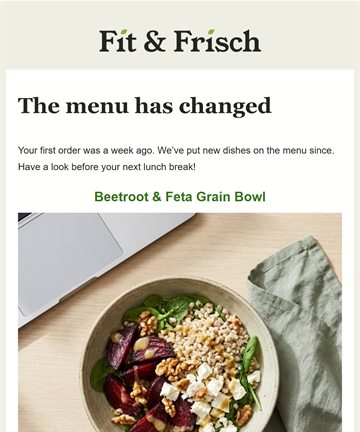 Fit & Frisch
The menu has changed
Your first order was a week ago. We’ve put new dishes on the menu since.
Have a look before your next lunch break!
Beetroot & Feta Grain Bowl